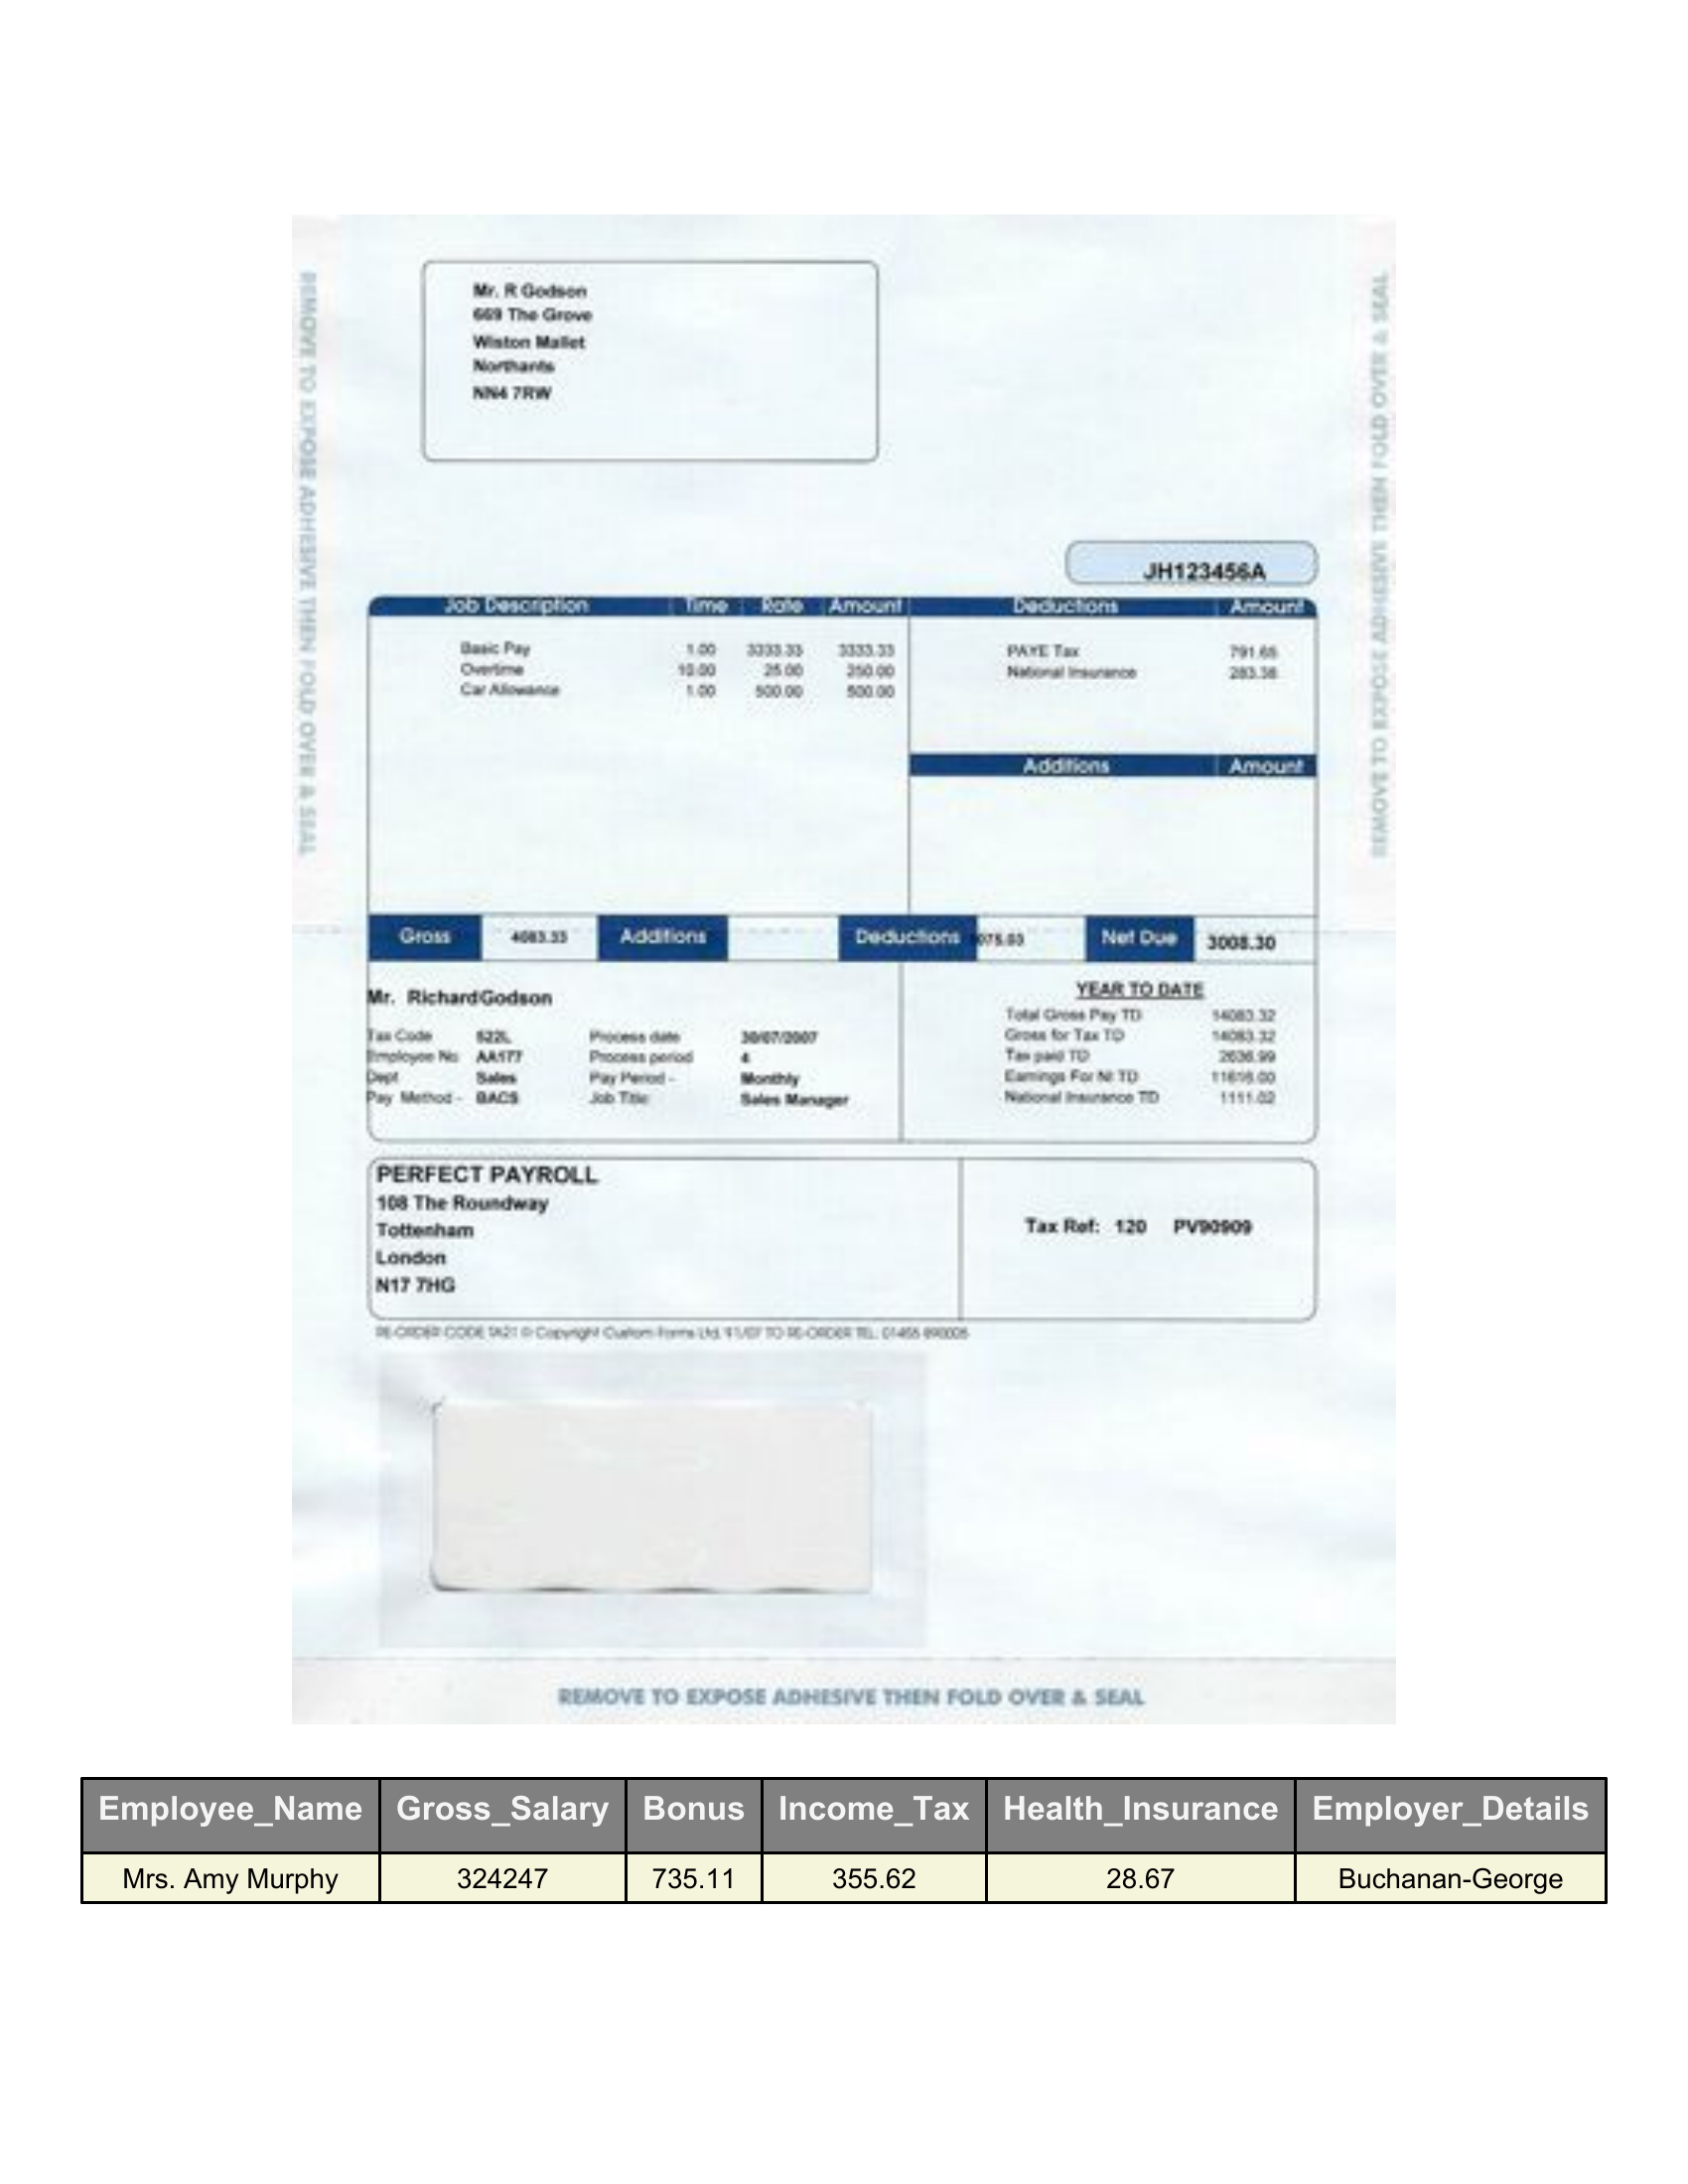 Mr. R Godson
669 The Grove
Wiston Mallet
Northants
NN4 7RW
REMOVE TO EXPOSE ADHESIVE THEN FOLD OVER & SEAL
REMOVE TO EXPOSE ADHESIVE THEN FOLD OVER & SEAL
JH123456A
Job Description Time Rate Amount Deductions Amount
Basic Pay 1.00 3333.33 3333.33 PAYE Tax 791.65
Overtime 10.00 25.00 250.00 National Insurance 283.38
Car Allowance 1.00 500.00 500.00
Additions Amount
Gross 4083.33 Additions Deductions 075.03 Net Due 3008.30
Mr. Richard Godson
YEAR TO DATE
Total Gross Pay TD 14083.32
Tax Code 522L Process date 30/07/2007 Gross for Tax TD 14083.32
Employee No AA177 Process period 4 Tax paid TD 2636.99
Dept Sales Pay Period - Monthly Earnings For NI TD 11616.00
Pay Method - BACS Job Title Sales Manager National Insurance TD 1111.02
PERFECT PAYROLL
108 The Roundway
Tottenham
London
N17 7HG
Tax Ref: 120 PV90909
RE-ORDER CODE © Copyright Custom Forms Ltd. TO RE-ORDER TEL: 01455
REMOVE TO EXPOSE ADHESIVE THEN FOLD OVER & SEAL
Employee_Name Gross_Salary Bonus Income_Tax Health_Insurance Employer_Details
Mrs. Amy Murphy 324247 735.11 355.62 28.67 Buchanan-George